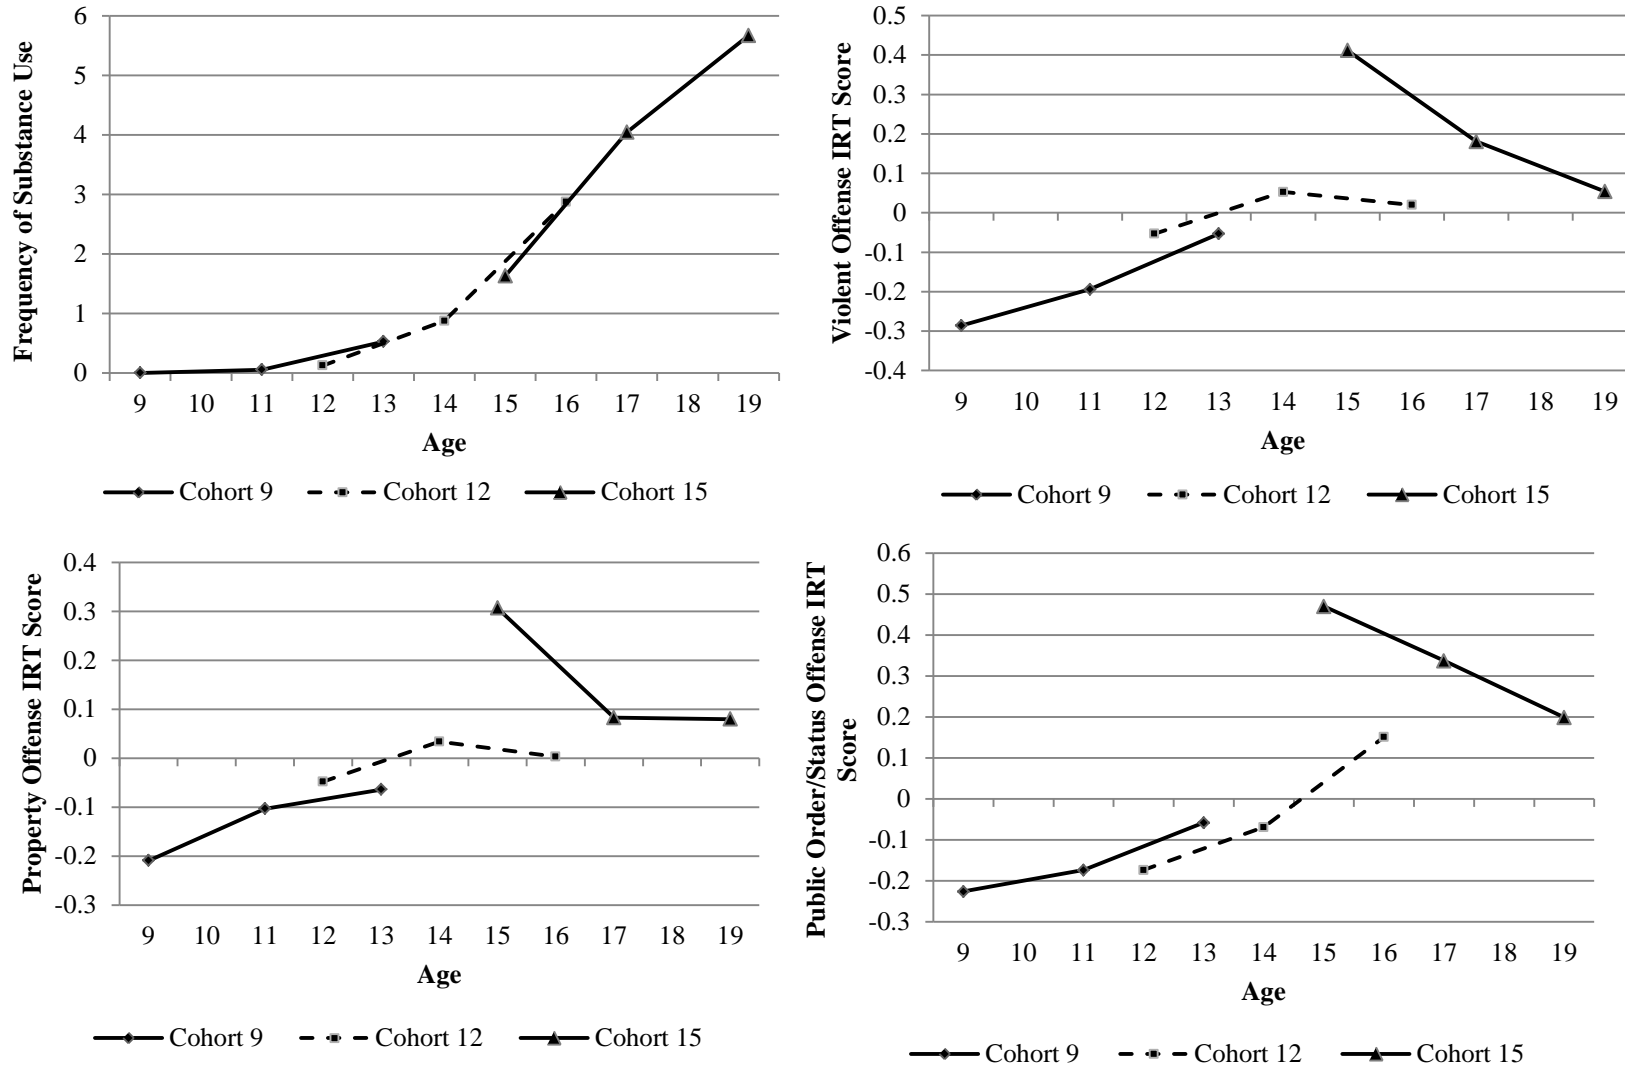 Frequency of Substance Use
6
5
4
3
2
1
0
9 10 11 12 13 14 15 16 17 18 19
Age
Cohort 9 Cohort 12 Cohort 15
Violent Offense IRT Score
0.5
0.4
0.3
0.2
0.1
0
-0.1
-0.2
-0.3
-0.4
9 10 11 12 13 14 15 16 17 18 19
Age
Cohort 9 Cohort 12 Cohort 15
Property Offense IRT Score
0.4
0.3
0.2
0.1
0
-0.1
-0.2
-0.3
9 10 11 12 13 14 15 16 17 18 19
Age
Cohort 9 Cohort 12 Cohort 15
Public Order/Status Offense IRT
Score
0.6
0.5
0.4
0.3
0.2
0.1
0
-0.1
-0.2
-0.3
9 10 11 12 13 14 15 16 17 18 19
Age
Cohort 9 Cohort 12 Cohort 15